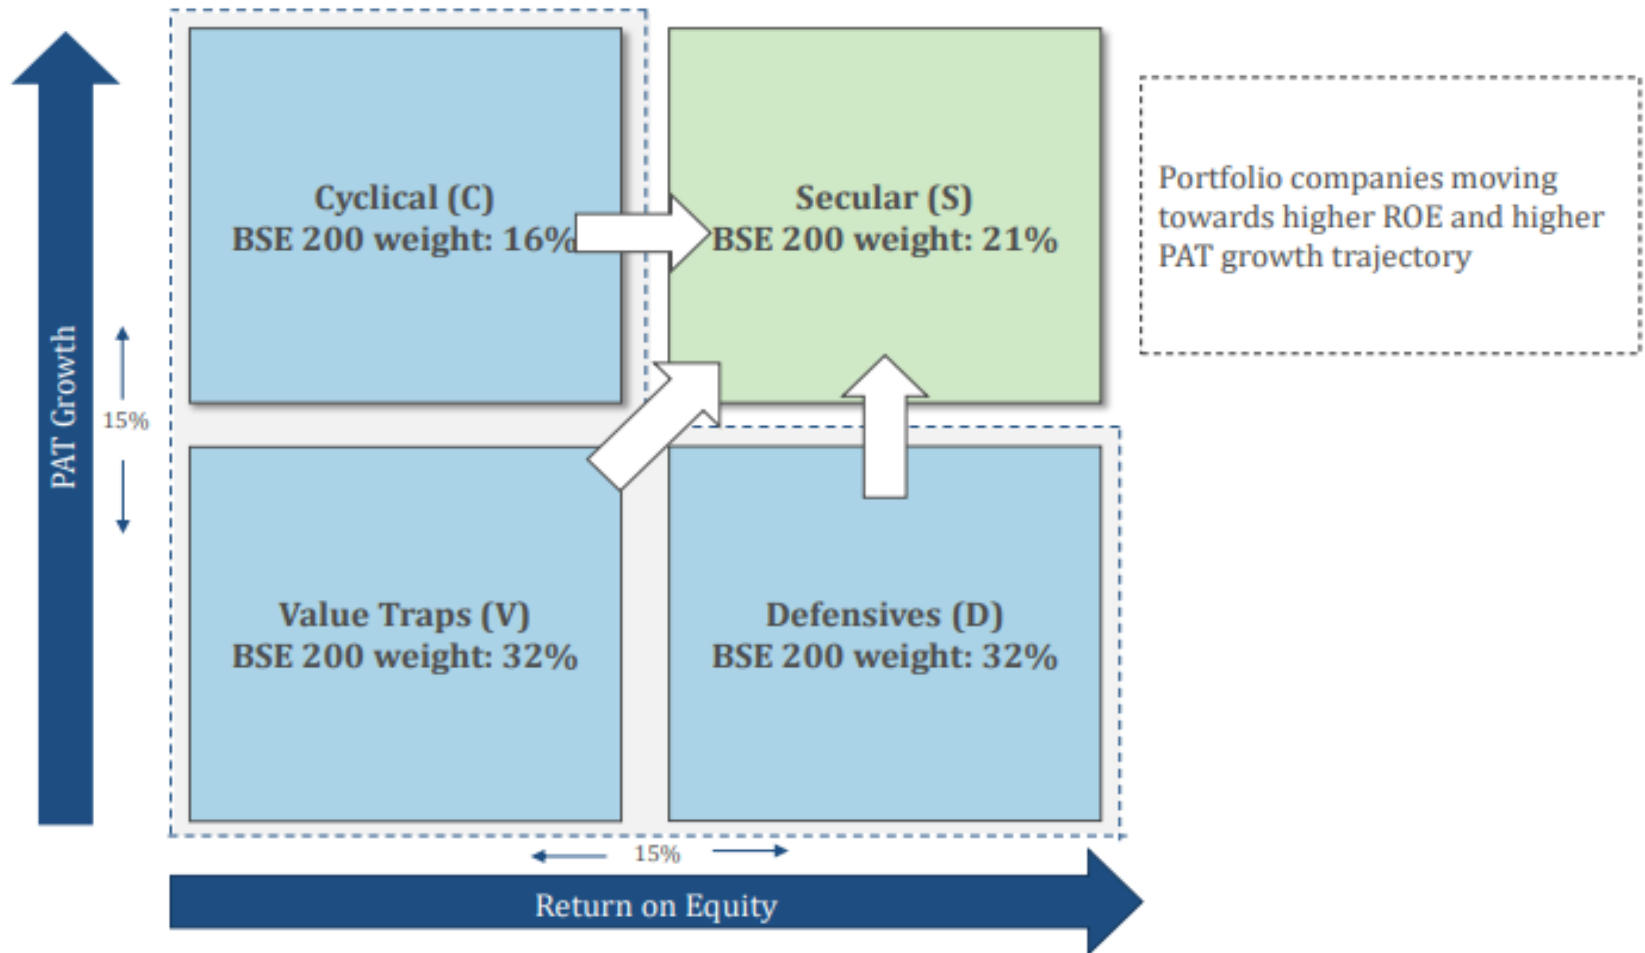 Cyclical (C)
BSE 200 weight: 16%
Secular (S)
BSE 200 weight: 21%
Portfolio companies moving
towards higher ROE and higher
PAT growth trajectory
PAT Growth
15%
Value Traps (V)
BSE 200 weight: 32%
Defensives (D)
BSE 200 weight: 32%
15%
Return on Equity